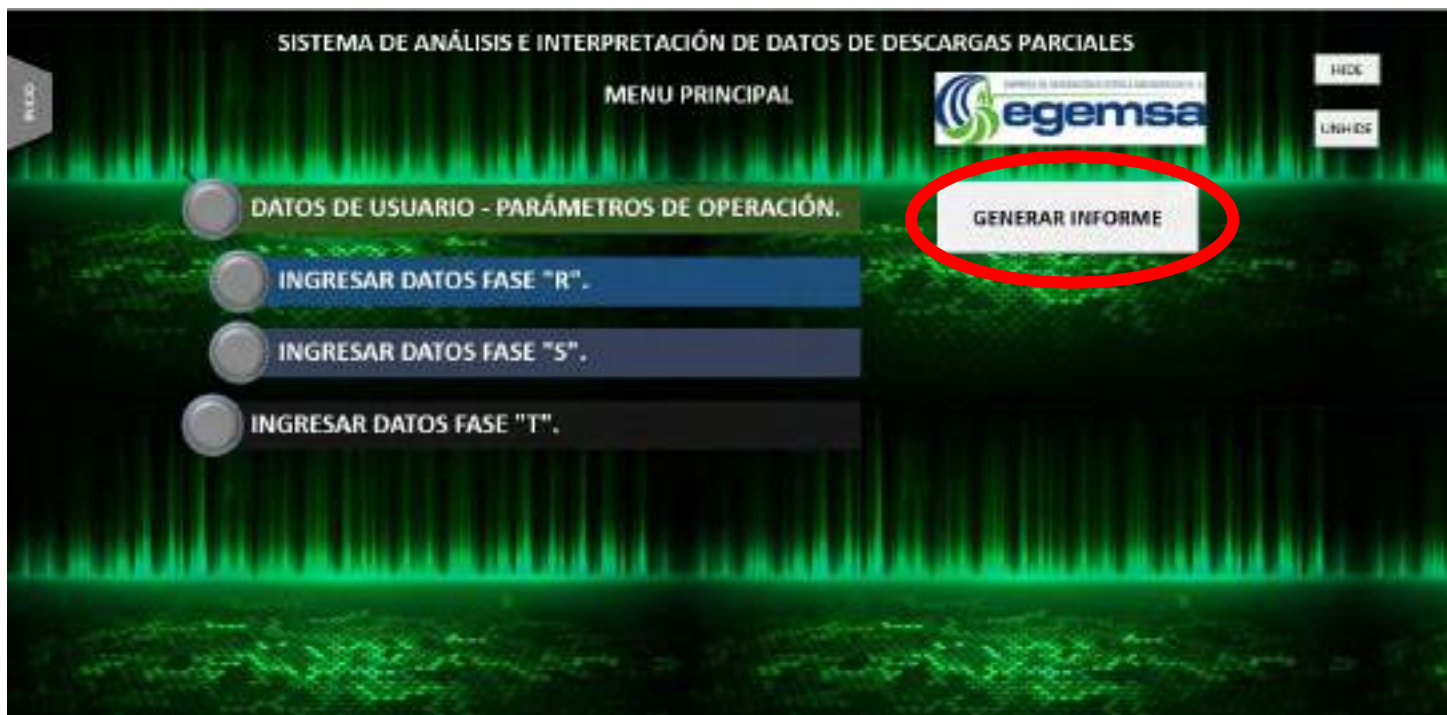 SISTEMA DE ANÁLISIS E INTERPRETACIÓN DE DATOS DE DESCARGAS PARCIALES
MENU PRINCIPAL
INICIO
egemsa
HIDE
UNHIDE
DATOS DE USUARIO - PARÁMETROS DE OPERACIÓN.
GENERAR INFORME
INGRESAR DATOS FASE "R".
INGRESAR DATOS FASE "S".
INGRESAR DATOS FASE "T".